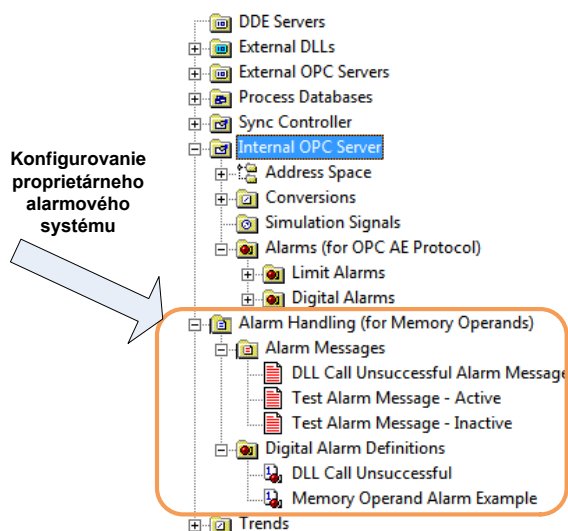 DDE Servers
External DLLs
External OPC Servers
Process Databases
Sync Controller
Internal OPC Server
Address Space
Conversions
Simulation Signals
Alarms (for OPC AE Protocol)
Limit Alarms
Digital Alarms
Konfigurovanie
proprietárneho
alarmového
systému
Alarm Handling (for Memory Operands)
Alarm Messages
DLL Call Unsuccessful Alarm Message
Test Alarm Message - Active
Test Alarm Message - Inactive
Digital Alarm Definitions
DLL Call Unsuccessful
Memory Operand Alarm Example
Trends